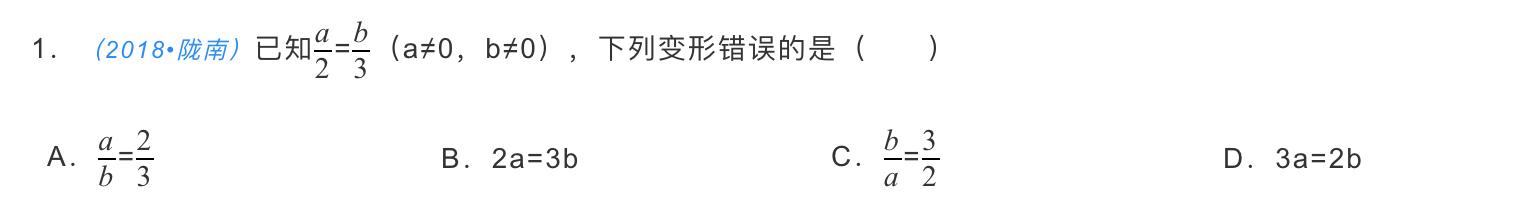 1. （2018•陇南）已知a/2=b/3（a≠0，b≠0），下列变形错误的是（　　）
A. a/b=2/3　B. 2a=3b　C. b/a=3/2　D. 3a=2b